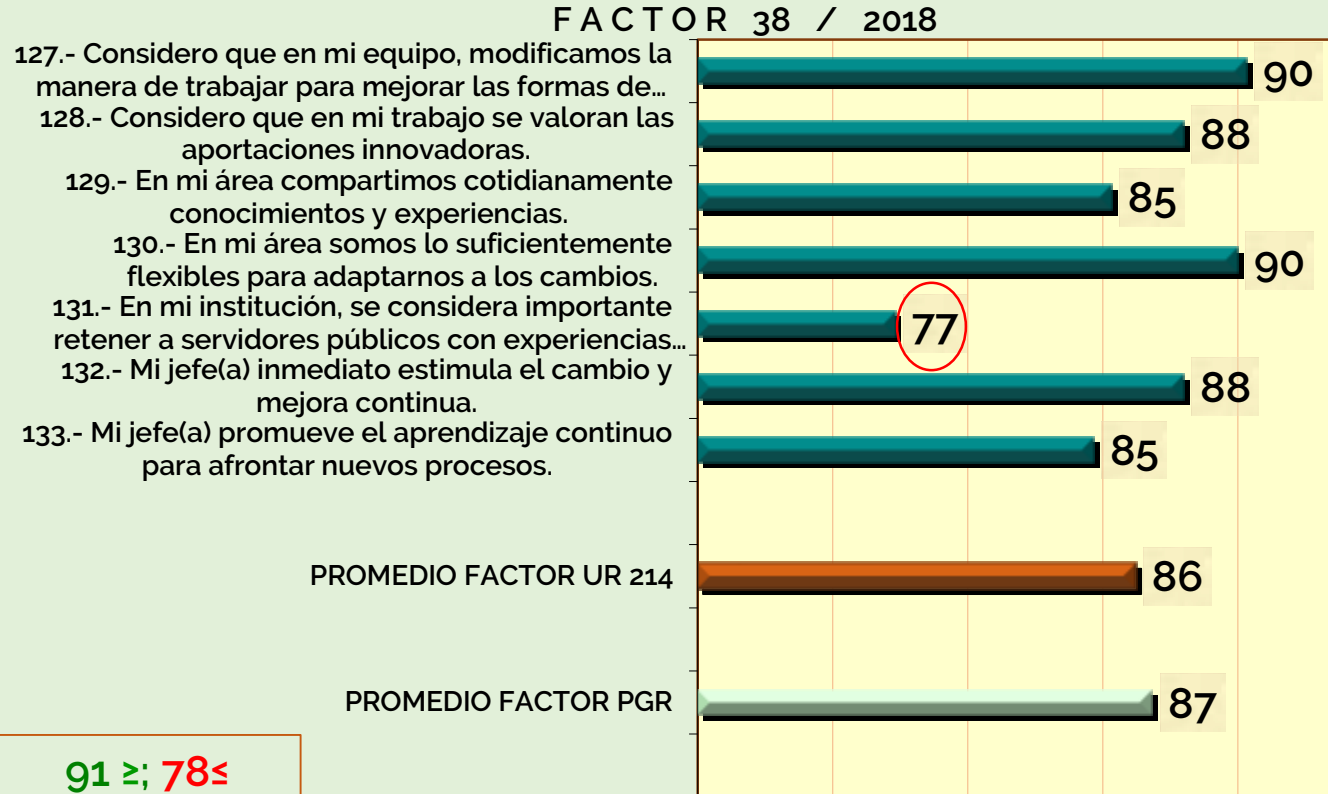 FACTOR 38 / 2018
127.- Considero que en mi equipo, modificamos la
manera de trabajar para mejorar las formas de...
90
128.- Considero que en mi trabajo se valoran las
aportaciones innovadoras.
88
129.- En mi área compartimos cotidianamente
conocimientos y experiencias.
85
130.- En mi área somos lo suficientemente
flexibles para adaptarnos a los cambios.
90
131.- En mi institución, se considera importante
retener a servidores públicos con experiencias...
77
132.- Mi jefe(a) inmediato estimula el cambio y
mejora continua.
88
133.- Mi jefe(a) promueve el aprendizaje continuo
para afrontar nuevos procesos.
85
PROMEDIO FACTOR UR 214
86
PROMEDIO FACTOR PGR
87
91 ≥; 78≤